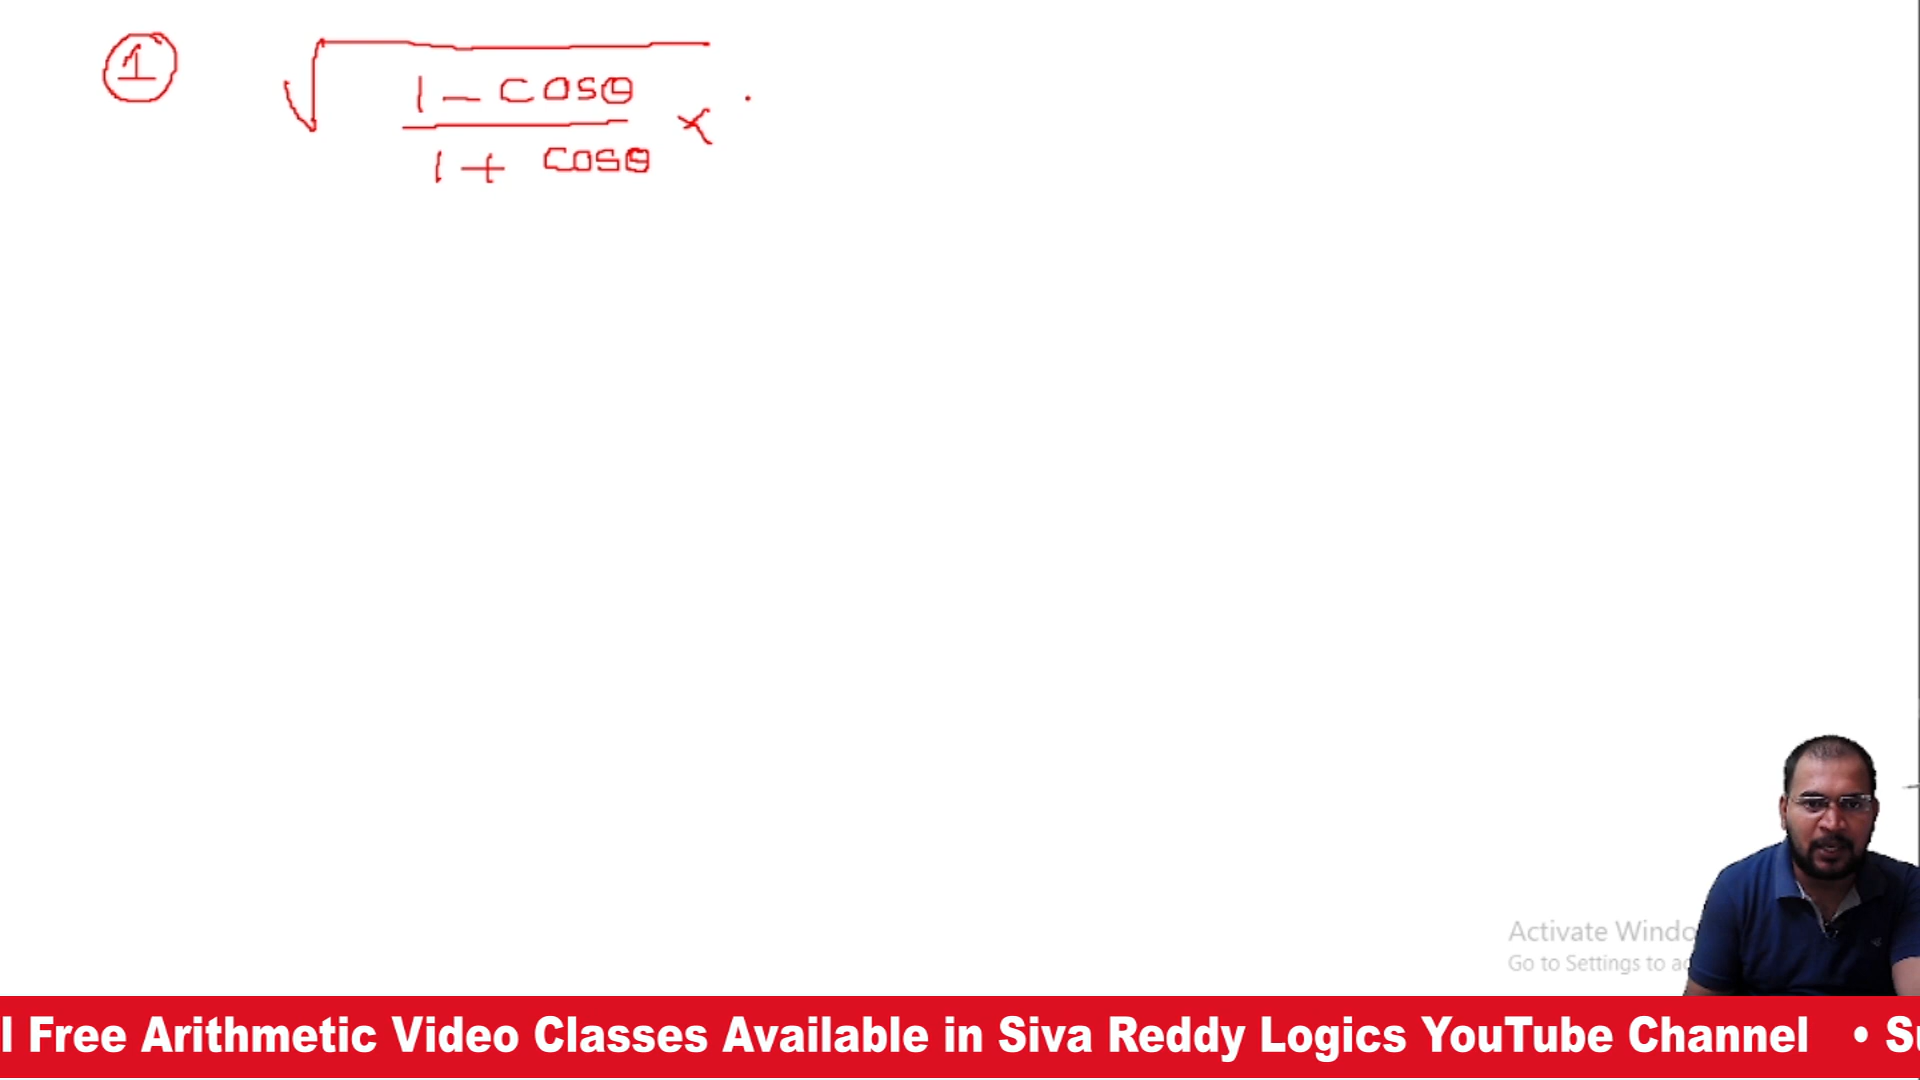 1 √
1 - cosθ
×
1 + cosθ
Activate Windo
Go to Settings to a
l Free Arithmetic Video Classes Available in Siva Reddy Logics YouTube Channel • Su